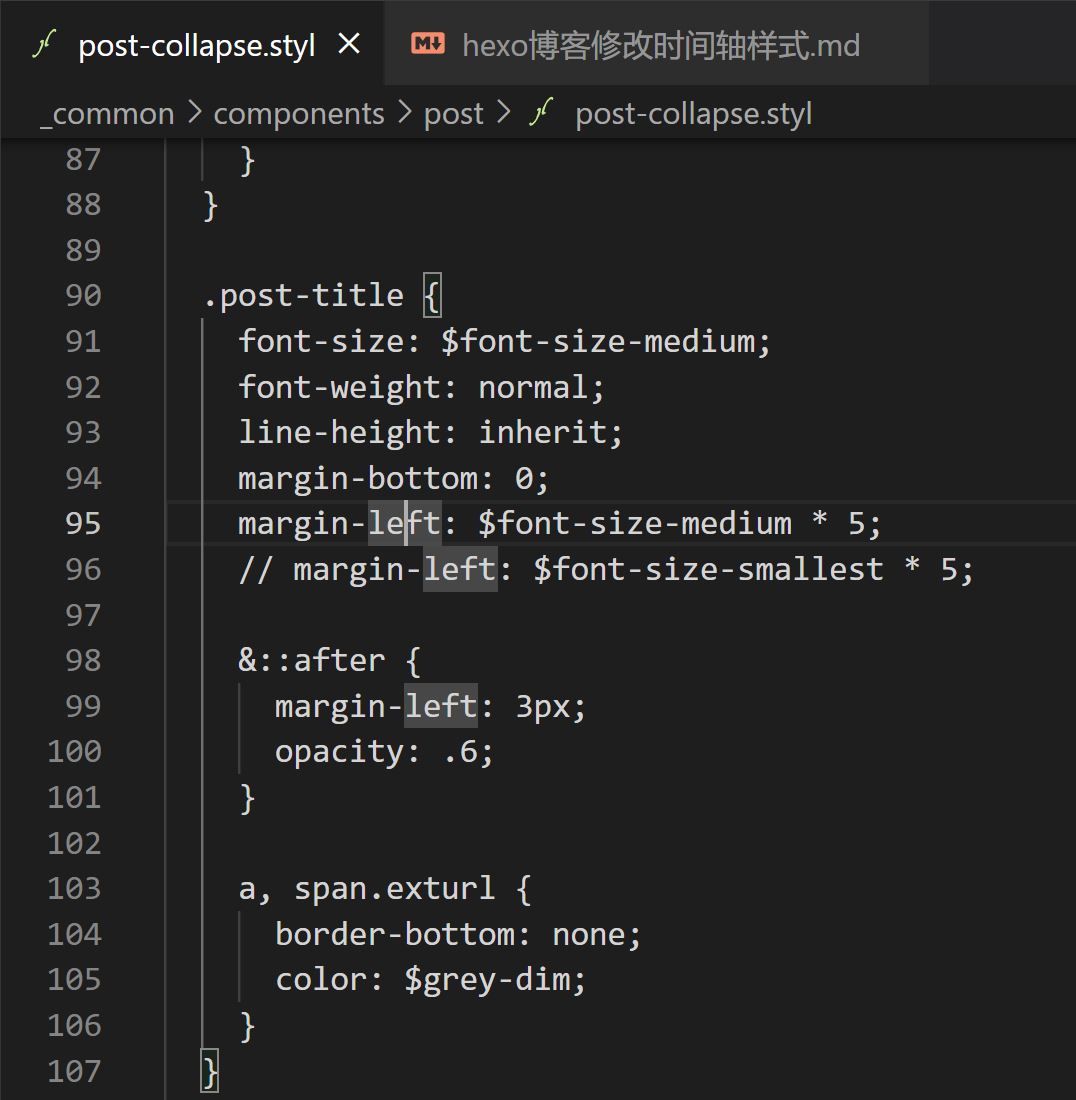 post-collapse.styl × hexo博客修改时间轴样式.md
_common > components > post > post-collapse.styl
87 }
88 }
89
90 .post-title {
91 font-size: $font-size-medium;
92 font-weight: normal;
93 line-height: inherit;
94 margin-bottom: 0;
95 margin-left: $font-size-medium * 5;
96 // margin-left: $font-size-smallest * 5;
97
98 &::after {
99 margin-left: 3px;
100 opacity: .6;
101 }
102
103 a, span.exturl {
104 border-bottom: none;
105 color: $grey-dim;
106 }
107 }